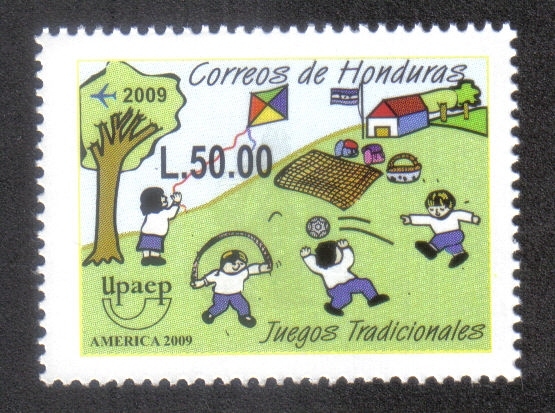 Correos de Honduras
2009
L.50.00
Upaep
AMERICA 2009
Juegos Tradicionales